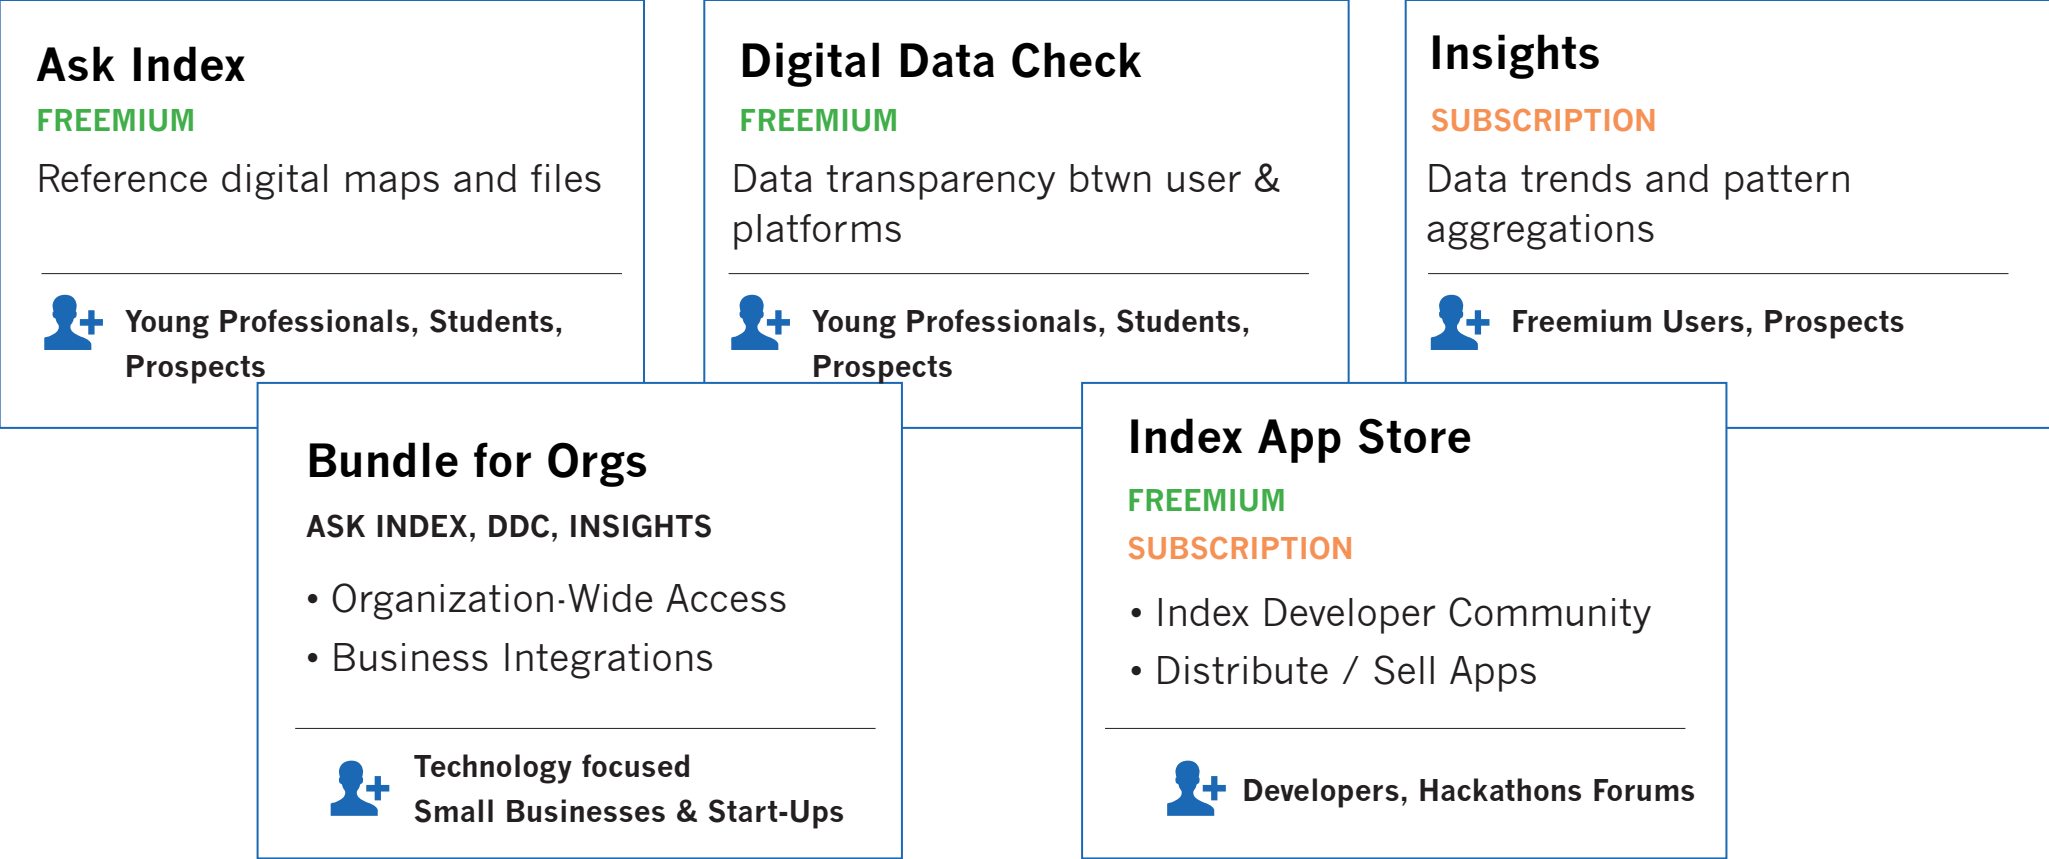 Ask Index
FREEMIUM
Reference digital maps and files
Young Professionals, Students,
Prospects
Digital Data Check
FREEMIUM
Data transparency btwn user &
platforms
Young Professionals, Students,
Prospects
Insights
SUBSCRIPTION
Data trends and pattern
aggregations
Freemium Users, Prospects
Bundle for Orgs
ASK INDEX, DDC, INSIGHTS
• Organization-Wide Access
• Business Integrations
Technology focused
Small Businesses & Start-Ups
Index App Store
FREEMIUM
SUBSCRIPTION
• Index Developer Community
• Distribute / Sell Apps
Developers, Hackathons Forums